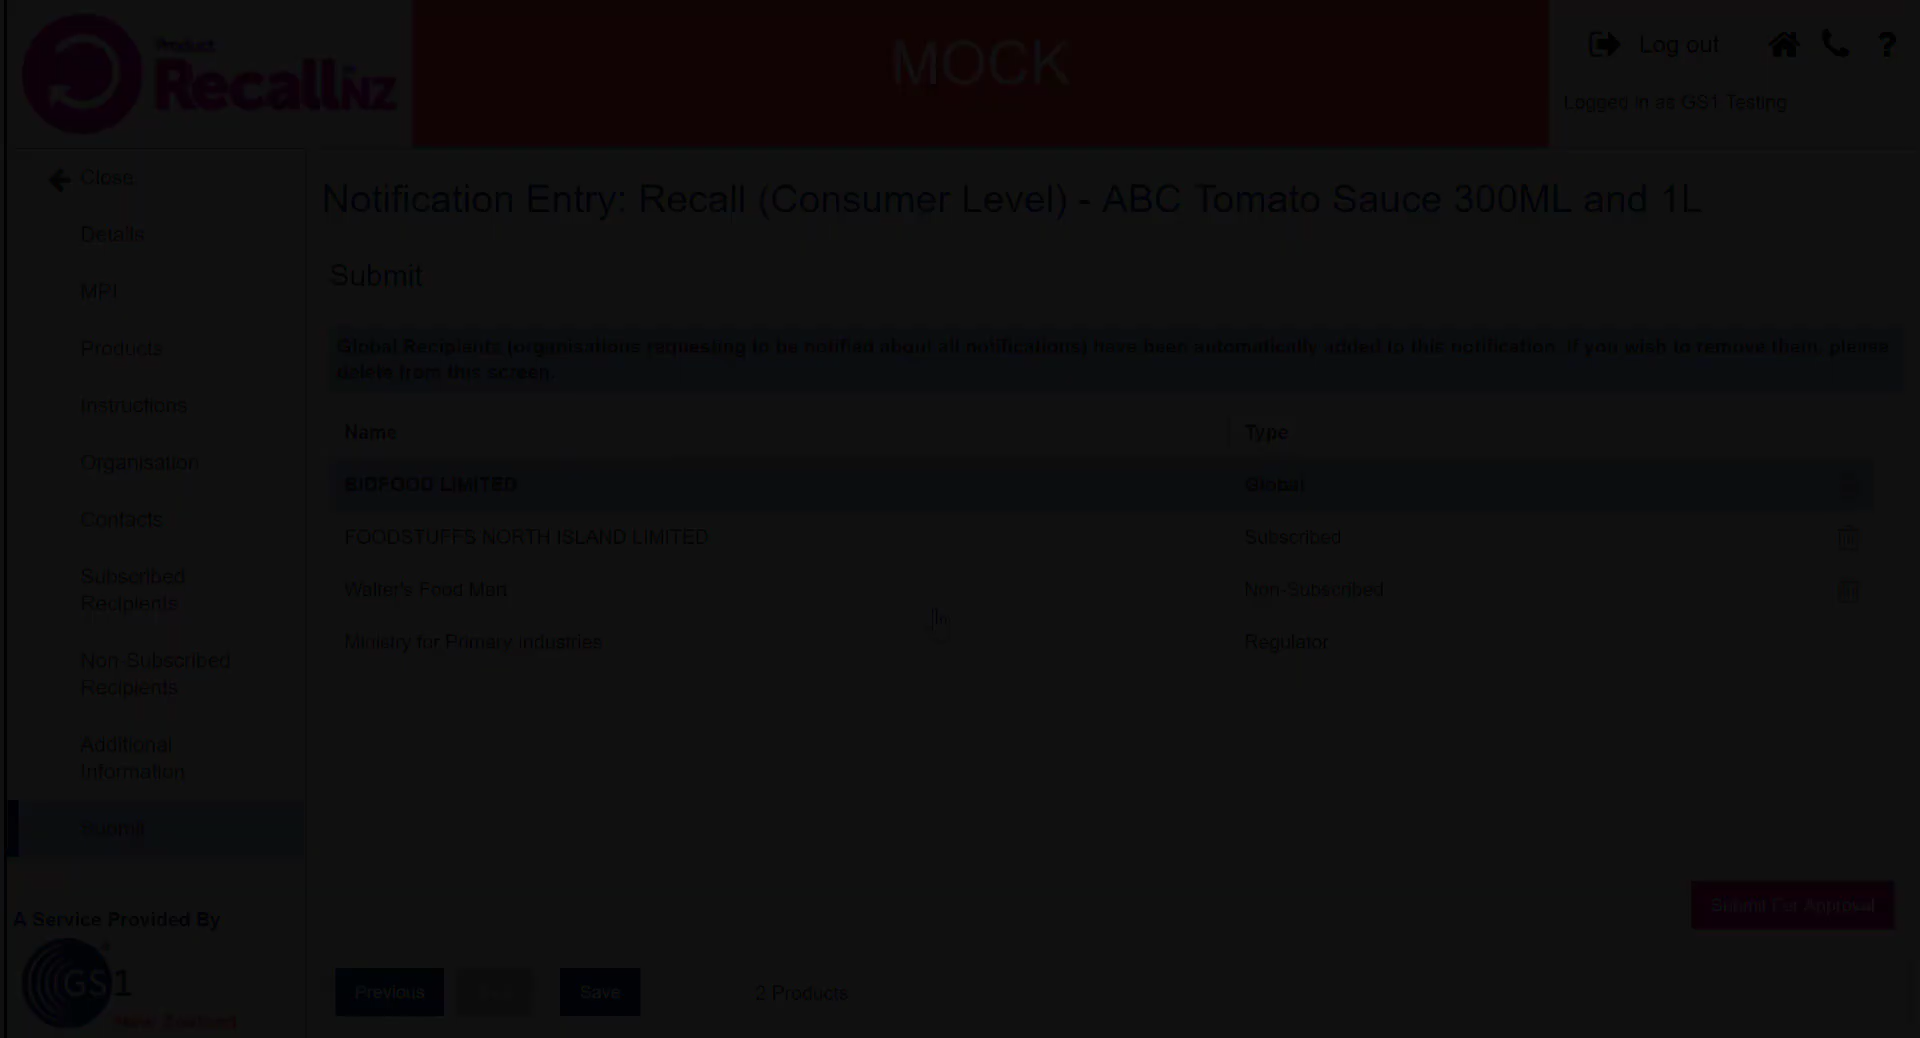 Product
RecallNZ
MOCK
Log out
Logged in as GS1 Testing
Close
Details
MPI
Products
Instructions
Organisation
Contacts
Subscribed
Recipients
Non-Subscribed
Recipients
Additional
Information
Submit
A Service Provided By
GS1
New Zealand
Notification Entry: Recall (Consumer Level) - ABC Tomato Sauce 300ML and 1L
Submit
Global Recipients (organisations requesting to be notified about all notifications) have been automatically added to this notification. If you wish to remove them, please
delete from this screen.
Name Type
BIDFOOD LIMITED Global
FOODSTUFFS NORTH ISLAND LIMITED Subscribed
Walter's Food Mart Non-Subscribed
Ministry for Primary Industries Regulator
Submit For Approval
Previous Save 2 Products